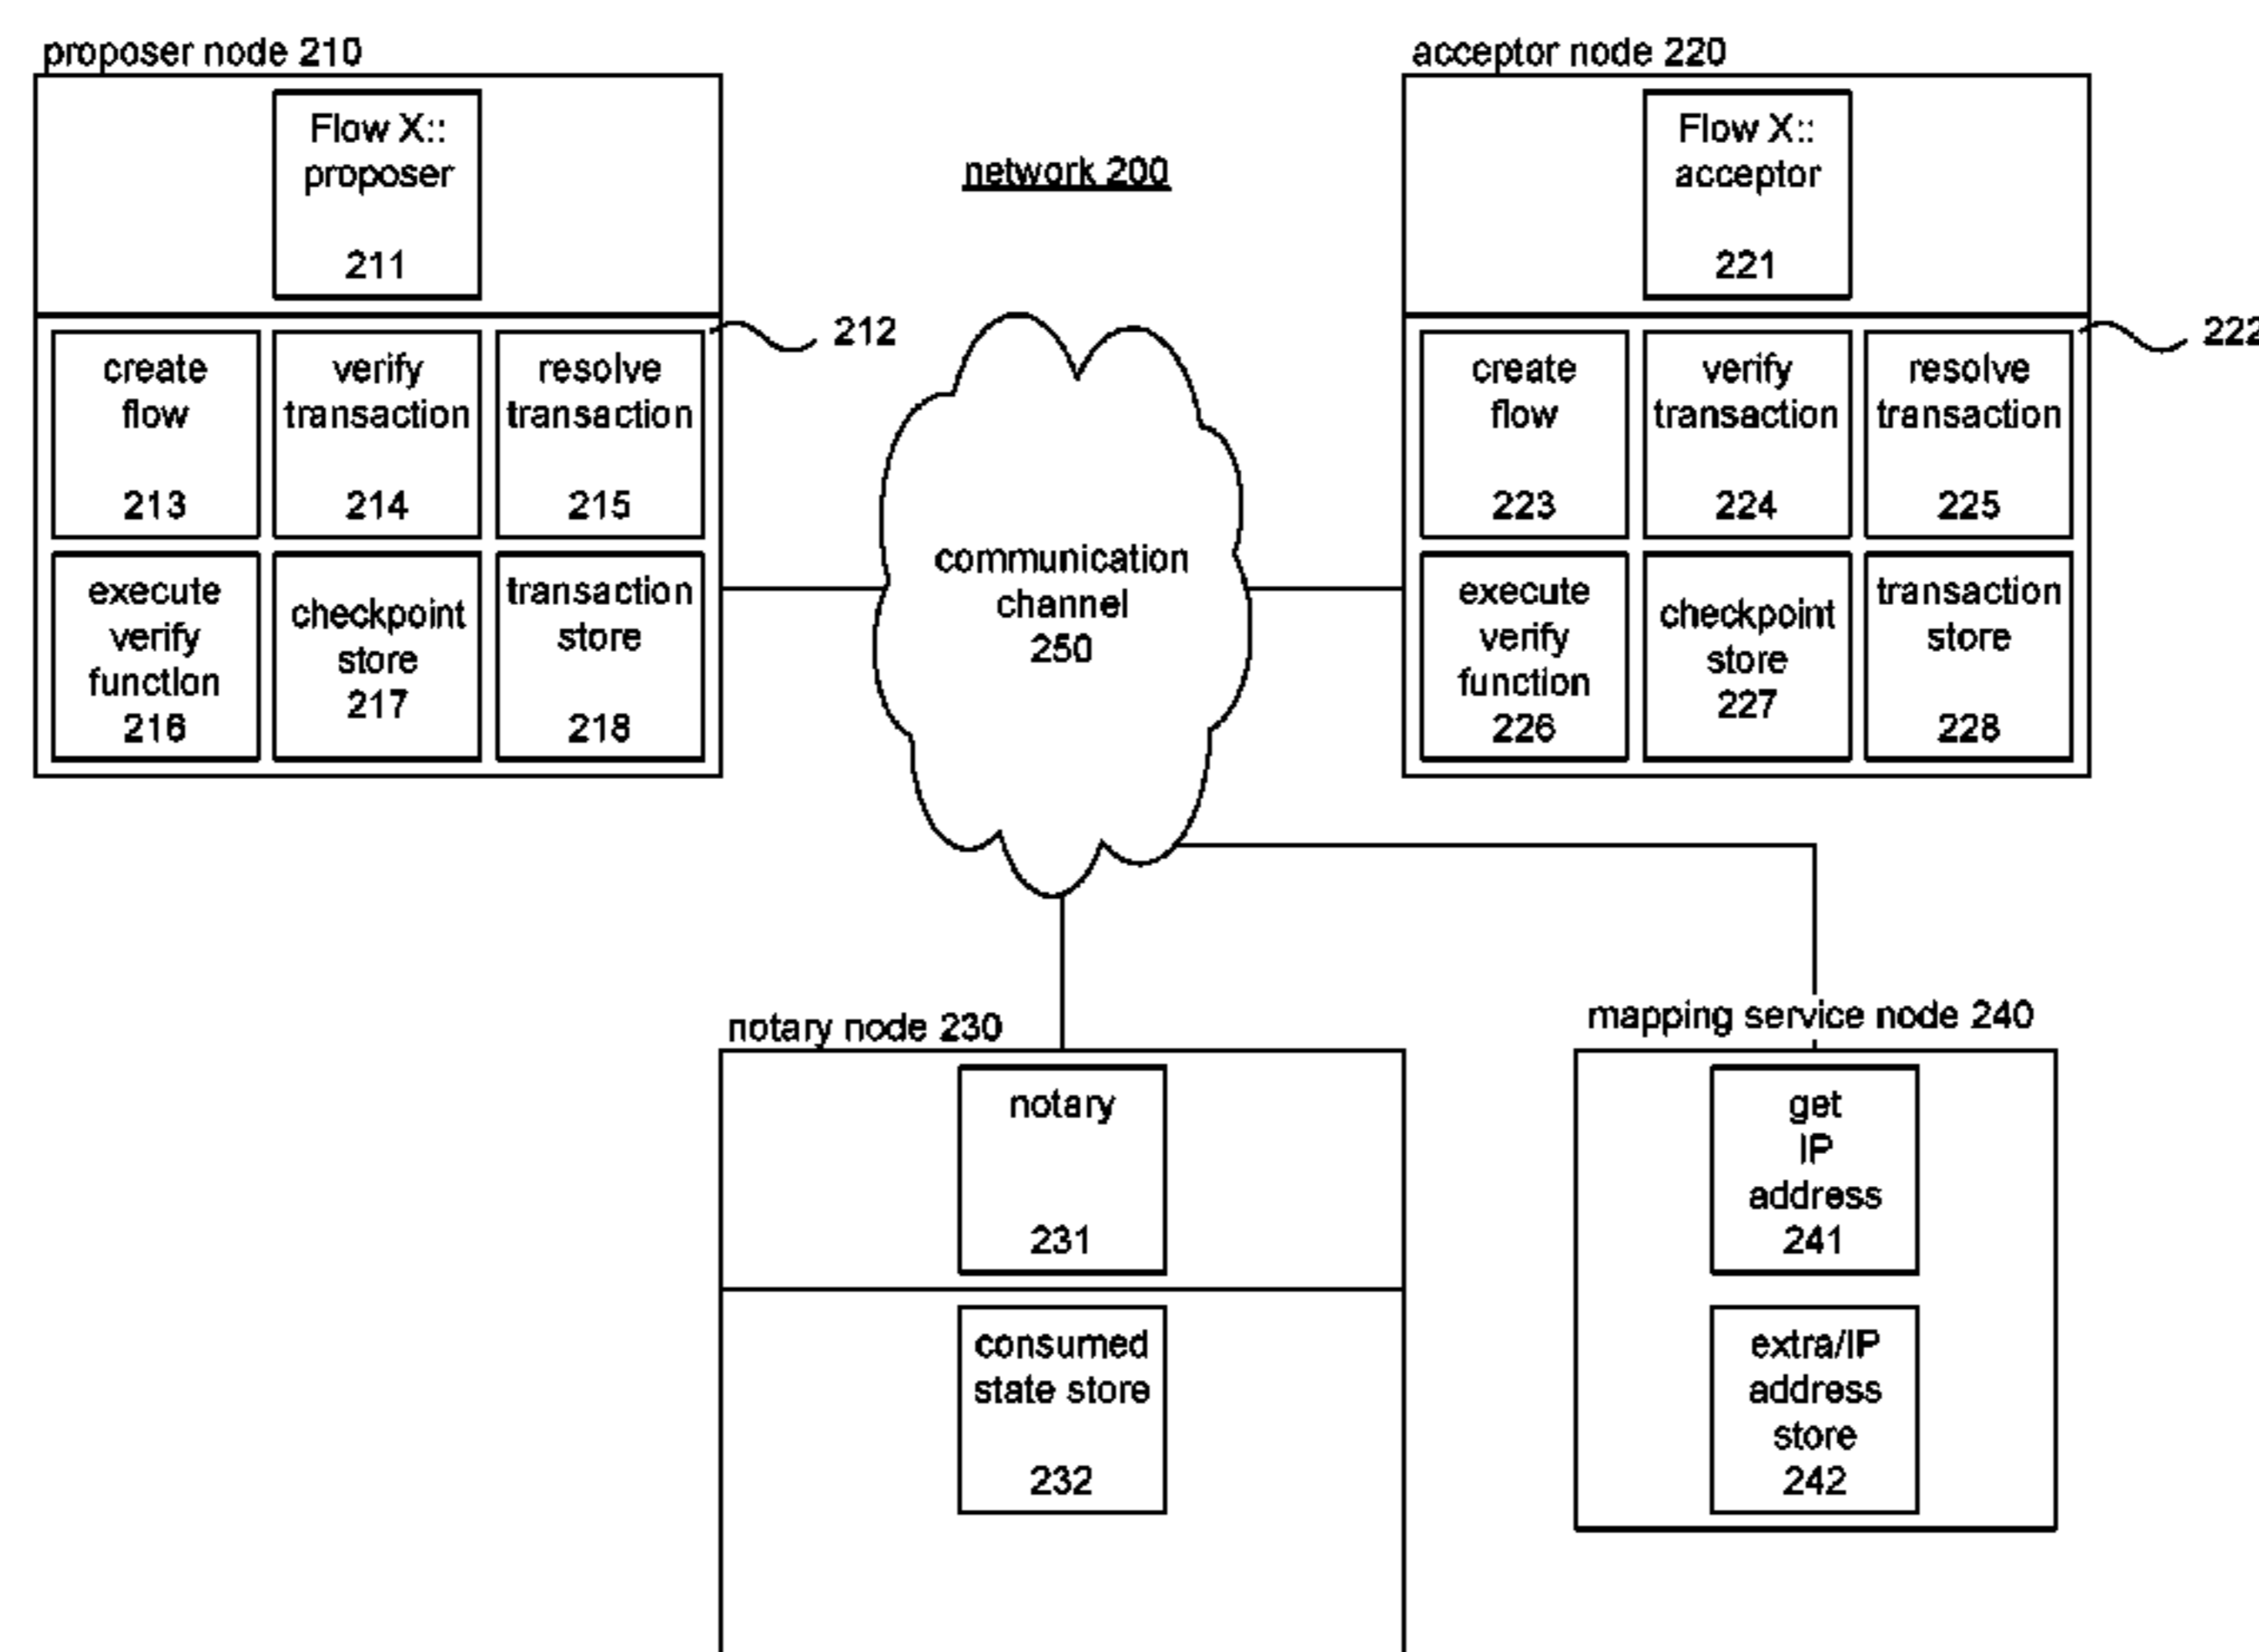 proposer node 210
Flow X::
proposer
211
212
create
flow
213
verify
transaction
214
resolve
transaction
215
execute
verify
function
216
checkpoint
store
217
transaction
store
218
network 200
communication
channel
250
acceptor node 220
Flow X::
acceptor
221
222
create
flow
223
verify
transaction
224
resolve
transaction
225
execute
verify
function
226
checkpoint
store
227
transaction
store
228
notary node 230
notary
231
consumed
state store
232
mapping service node 240
get
IP
address
241
extra/IP
address
store
242